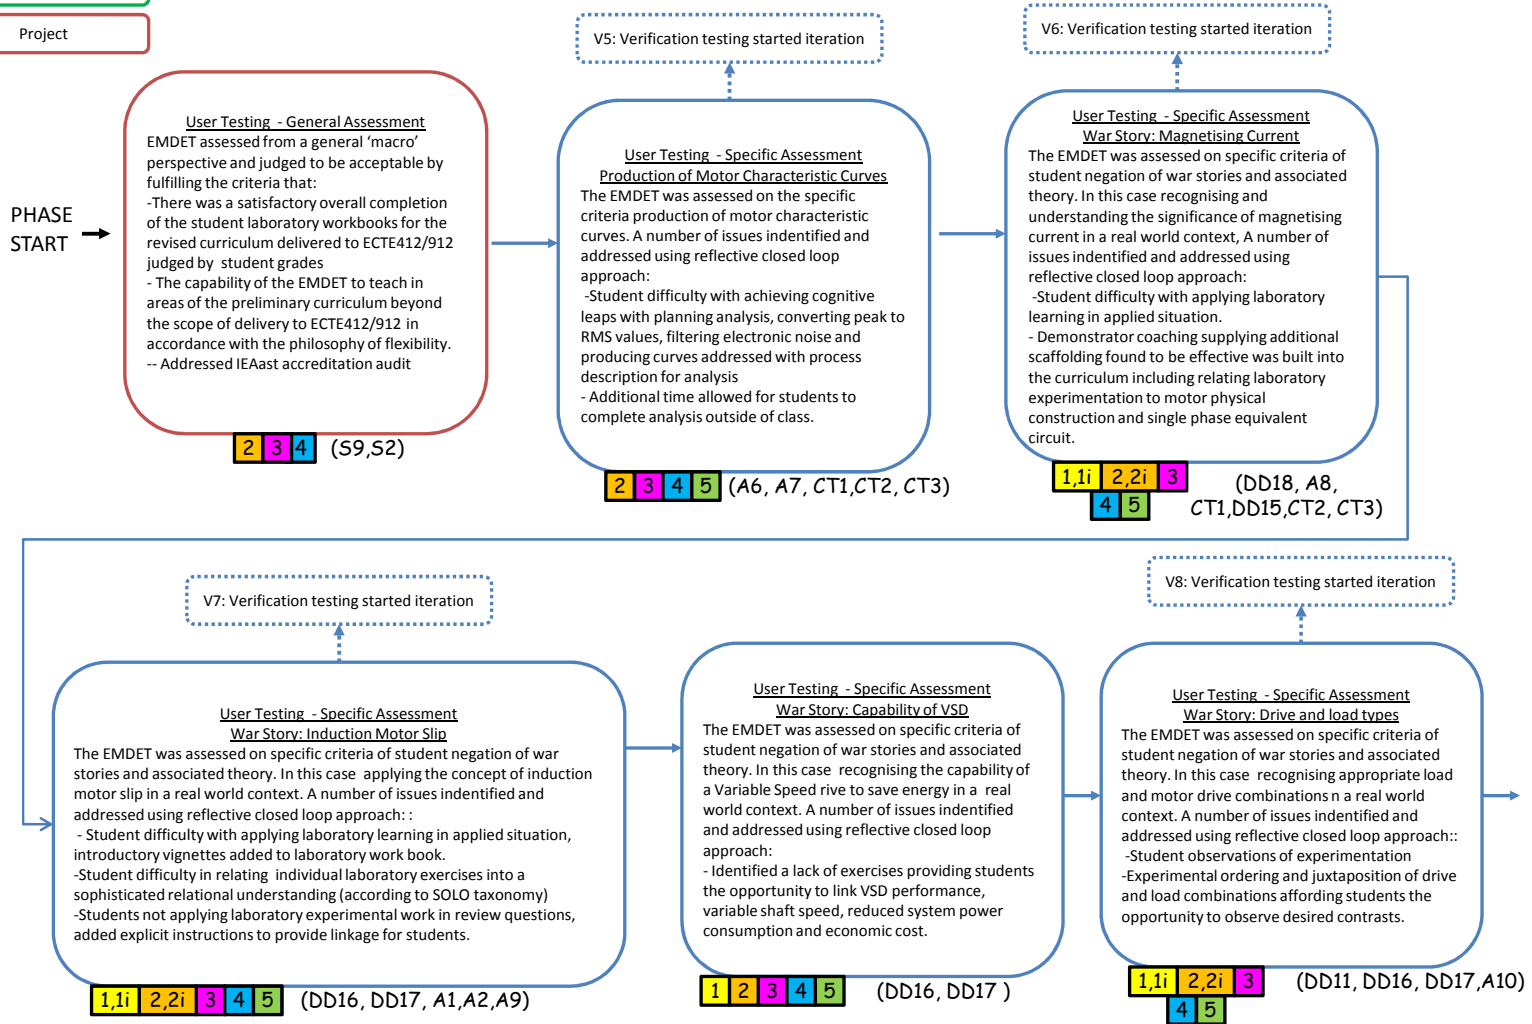 Project
V5: Verification testing started iteration
V6: Verification testing started iteration
PHASE
START
User Testing - General Assessment
EMDET assessed from a general ‘macro’
perspective and judged to be acceptable by
fulfilling the criteria that:
-There was a satisfactory overall completion
of the student laboratory workbooks for the
revised curriculum delivered to ECTE412/912
judged by student grades
- The capability of the EMDET to teach in
areas of the preliminary curriculum beyond
the scope of delivery to ECTE412/912 in
accordance with the philosophy of flexibility.
-- Addressed IEAast accreditation audit
2 3 4 (S9,S2)
User Testing - Specific Assessment
Production of Motor Characteristic Curves
The EMDET was assessed on the specific
criteria production of motor characteristic
curves. A number of issues indentified and
addressed using reflective closed loop
approach:
-Student difficulty with achieving cognitive
leaps with planning analysis, converting peak to
RMS values, filtering electronic noise and
producing curves addressed with process
description for analysis
- Additional time allowed for students to
complete analysis outside of class.
2 3 4 5 (A6, A7, CT1,CT2, CT3)
User Testing - Specific Assessment
War Story: Magnetising Current
The EMDET was assessed on specific criteria of
student negation of war stories and associated
theory. In this case recognising and
understanding the significance of magnetising
current in a real world context, A number of
issues indentified and addressed using
reflective closed loop approach:
-Student difficulty with applying laboratory
learning in applied situation.
- Demonstrator coaching supplying additional
scaffolding found to be effective was built into
the curriculum including relating laboratory
experimentation to motor physical
construction and single phase equivalent
circuit.
1,1i 2,2i 3
4 5
(DD18, A8,
CT1,DD15,CT2, CT3)
V7: Verification testing started iteration
V8: Verification testing started iteration
User Testing - Specific Assessment
War Story: Induction Motor Slip
The EMDET was assessed on specific criteria of student negation of war
stories and associated theory. In this case applying the concept of induction
motor slip in a real world context. A number of issues indentified and
addressed using reflective closed loop approach: :
- Student difficulty with applying laboratory learning in applied situation,
introductory vignettes added to laboratory work book.
-Student difficulty in relating individual laboratory exercises into a
sophisticated relational understanding (according to SOLO taxonomy)
-Students not applying laboratory experimental work in review questions,
added explicit instructions to provide linkage for students.
1,1i 2,2i 3 4 5 (DD16, DD17, A1,A2,A9)
User Testing - Specific Assessment
War Story: Capability of VSD
The EMDET was assessed on specific criteria of
student negation of war stories and associated
theory. In this case recognising the capability of
a Variable Speed rive to save energy in a real
world context. A number of issues indentified
and addressed using reflective closed loop
approach:
- Identified a lack of exercises providing students
the opportunity to link VSD performance,
variable shaft speed, reduced system power
consumption and economic cost.
1 2 3 4 5 (DD16, DD17 )
User Testing - Specific Assessment
War Story: Drive and load types
The EMDET was assessed on specific criteria of
student negation of war stories and associated
theory. In this case recognising appropriate load
and motor drive combinations n a real world
context. A number of issues indentified and
addressed using reflective closed loop approach::
-Student observations of experimentation
-Experimental ordering and juxtaposition of drive
and load combinations affording students the
opportunity to observe desired contrasts.
1,1i 2,2i 3
4 5
(DD11, DD16, DD17,A10)